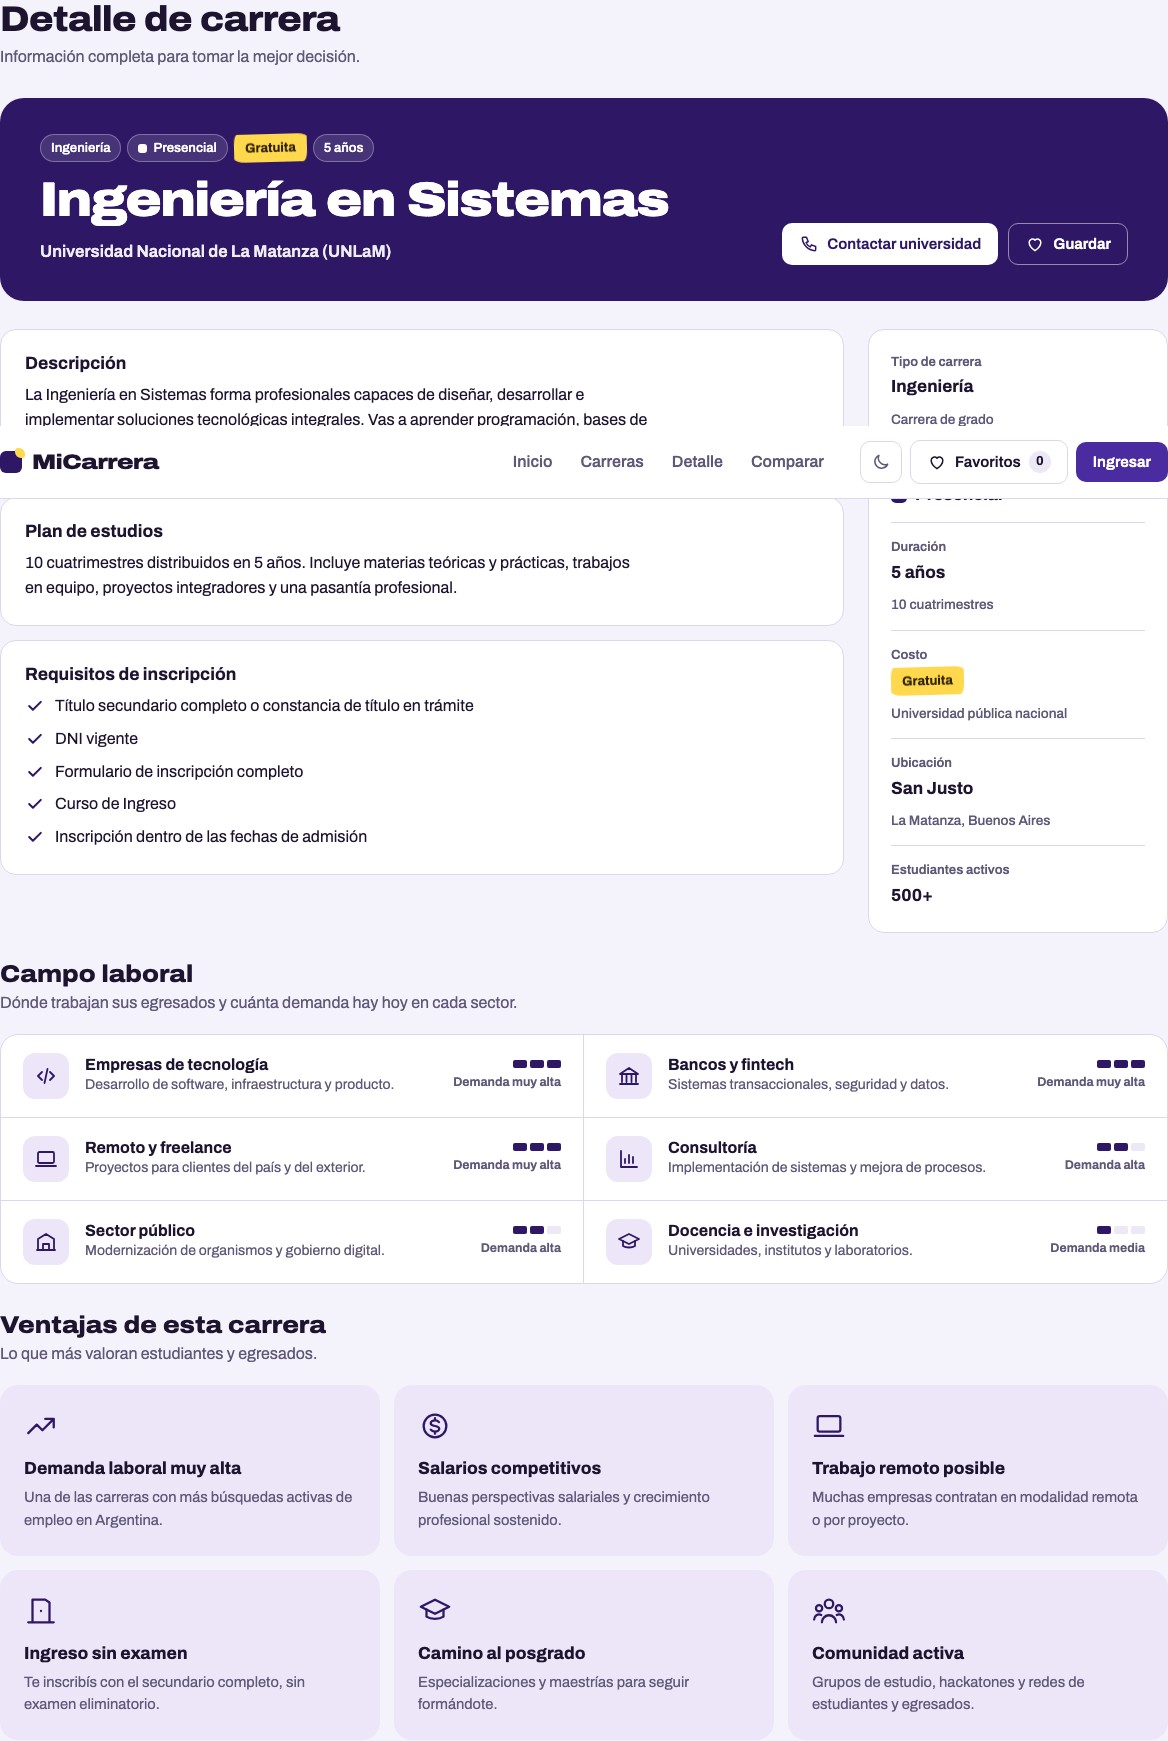 Detalle de carrera
Información completa para tomar la mejor decisión.
Ingeniería
Presencial
Gratuita
5 años
Ingeniería en Sistemas
Universidad Nacional de La Matanza (UNLaM)
Contactar universidad
Guardar
Descripción
La Ingeniería en Sistemas forma profesionales capaces de diseñar, desarrollar e
implementar soluciones tecnológicas integrales. Vas a aprender programación, bases de
Tipo de carrera
Ingeniería
Carrera de grado
MiCarrera
Inicio
Carreras
Detalle
Comparar
Favoritos 0
Ingresar
Plan de estudios
10 cuatrimestres distribuidos en 5 años. Incluye materias teóricas y prácticas, trabajos
en equipo, proyectos integradores y una pasantía profesional.
Requisitos de inscripción
Título secundario completo o constancia de título en trámite
DNI vigente
Formulario de inscripción completo
Curso de Ingreso
Inscripción dentro de las fechas de admisión
Duración
5 años
10 cuatrimestres
Costo
Gratuita
Universidad pública nacional
Ubicación
San Justo
La Matanza, Buenos Aires
Estudiantes activos
500+
Campo laboral
Dónde trabajan sus egresados y cuánta demanda hay hoy en cada sector.
Empresas de tecnología
Desarrollo de software, infraestructura y producto.
Demanda muy alta
Bancos y fintech
Sistemas transaccionales, seguridad y datos.
Demanda muy alta
Remoto y freelance
Proyectos para clientes del país y del exterior.
Demanda muy alta
Consultoría
Implementación de sistemas y mejora de procesos.
Demanda alta
Sector público
Modernización de organismos y gobierno digital.
Demanda alta
Docencia e investigación
Universidades, institutos y laboratorios.
Demanda media
Ventajas de esta carrera
Lo que más valoran estudiantes y egresados.
Demanda laboral muy alta
Una de las carreras con más búsquedas activas de
empleo en Argentina.
Salarios competitivos
Buenas perspectivas salariales y crecimiento
profesional sostenido.
Trabajo remoto posible
Muchas empresas contratan en modalidad remota
o por proyecto.
Ingreso sin examen
Te inscribís con el secundario completo, sin
examen eliminatorio.
Camino al posgrado
Especializaciones y maestrías para seguir
formándote.
Comunidad activa
Grupos de estudio, hackatones y redes de
estudiantes y egresados.